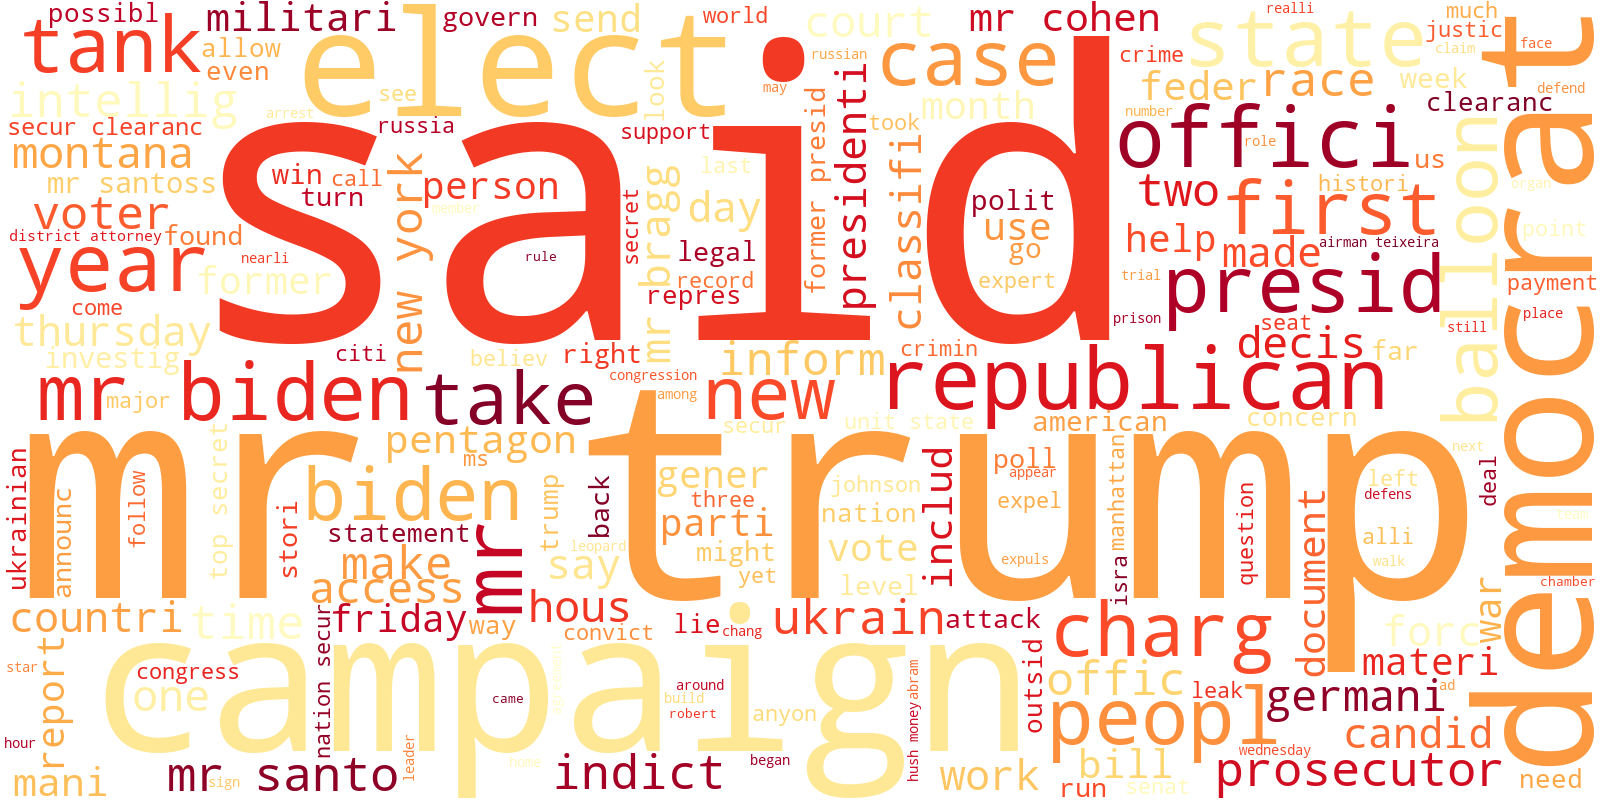 possibl
militari
govern
send
world
court
mr cohen
state
realli
much
justic
claim
face
tank
allow
even
elect
look
russian
may
case
crime
feder
race
week
defend
democrat
intellig
see
arrest
russia
support
took
month
number
clearanc
secur clearanc
montana
said
offici
role
us
balloon
mr santoss
win
call
turn
person
member
last
former presid
presidenti
classifi
polit
use
go
two
first
histori
organ
voter
district attorney
found
new york
secret
mr bragg
day
legal
record
repres
expert
help
made
airman teixeira
point
year
nearli
former
rule
trial
presid
payment
come
thursday
investig
citi
believ
right
inform
crimin
prison
seat
decis
far
still
place
mr biden
major
take
congression
among
new
republican
mr trump
top secret
pentagon
ms
secur
unit state
american
concern
next
ukrainian
announc
follow
stori
biden
trump
back
gener
three
johnson
poll
appear
expel
manhattan
left
defens
deal
statement
parti
nation
question
document
alli
team
make
access
mr
say
leopard
might
yet
vote
level
includ
expuls
isra
walk
chamber
war
countri
time
friday
way
hous
convict
lie
chang
ukrain
attack
charg
forc
report
star
nation secur
campaign
congress
one
came
around
build
robert
anyon
outsid
offic
leak
materi
germani
ad
hour
mani
mr santo
sign
leader
home
indict
began
hush money
abram
work
peopl
bill
run
senat
wednesday
candid
prosecutor
need